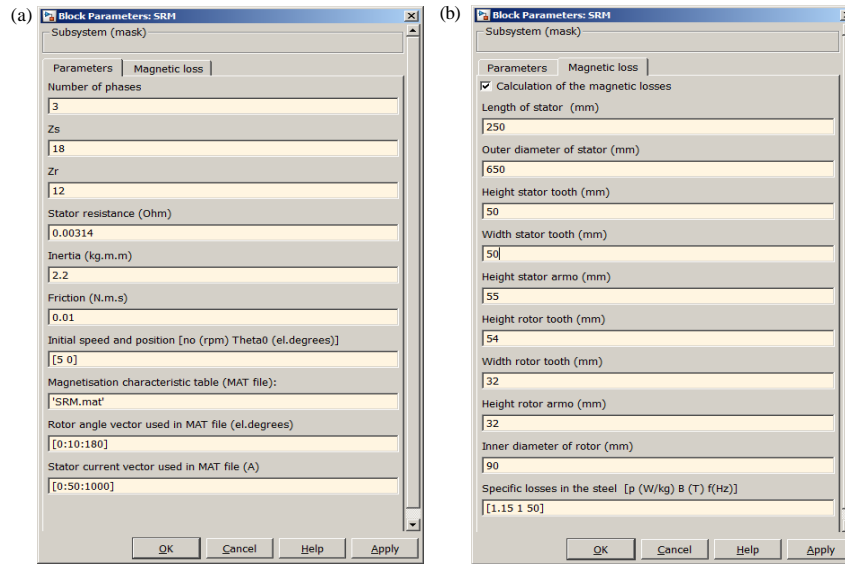 (a)
Block Parameters: SRM
Subsystem (mask)
Parameters Magnetic loss
Number of phases
3
Zs
18
Zr
12
Stator resistance (Ohm)
0.00314
Inertia (kg.m.m)
2.2
Friction (N.m.s)
0.01
Initial speed and position [no (rpm) Theta0 (el.degrees)]
[5 0]
Magnetisation characteristic table (MAT file):
'SRM.mat'
Rotor angle vector used in MAT file (el.degrees)
[0:10:180]
Stator current vector used in MAT file (A)
[0:50:1000]
OK Cancel Help Apply
(b)
Block Parameters: SRM
Subsystem (mask)
Parameters Magnetic loss
Calculation of the magnetic losses
Length of stator (mm)
250
Outer diameter of stator (mm)
650
Height stator tooth (mm)
50
Width stator tooth (mm)
50
Height stator armo (mm)
55
Height rotor tooth (mm)
54
Width rotor tooth (mm)
32
Height rotor armo (mm)
32
Inner diameter of rotor (mm)
90
Specific losses in the steel [p (W/kg) B (T) f(Hz)]
[1.15 1 50]
OK Cancel Help Apply